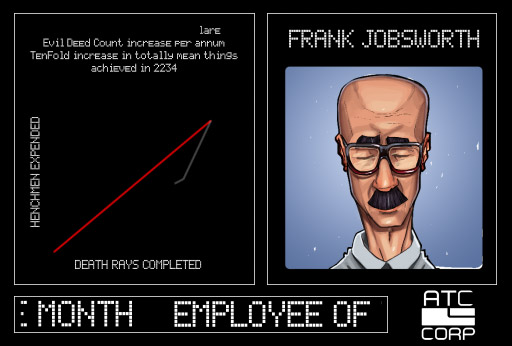 lare
Evil Deed Count increase per annum
TenFold increase in totally mean things
achieved in 2234
HENCHMEN EXPENDED
DEATH RAYS COMPLETED
FRANK JOBSWORTH
: MONTH EMPLOYEE OF
ATC
CORP